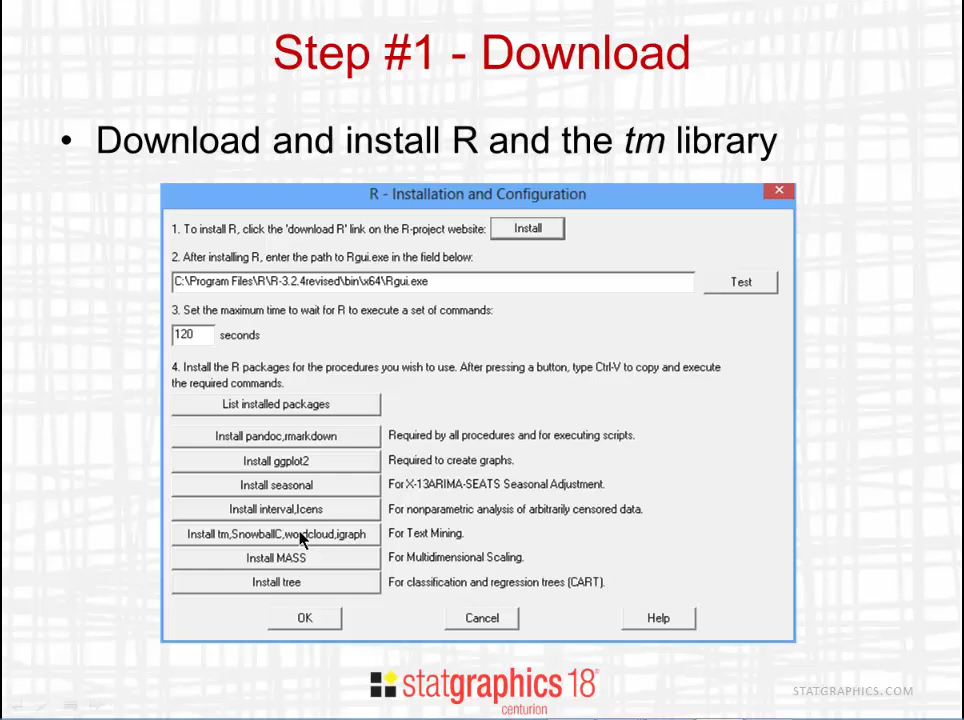 Step #1 - Download
• Download and install R and the tm library
R - Installation and Configuration
1. To install R, click the 'download R' link on the R-project website: Install
2. After installing R, enter the path to Rgui.exe in the field below:
C:\Program Files\R\R-3.2.4revised\bin\x64\Rgui.exe Test
3. Set the maximum time to wait for R to execute a set of commands:
120 seconds
4. Install the R packages for the procedures you wish to use. After pressing a button, type Ctrl-V to copy and execute
the required commands.
List installed packages
Install pandoc,rmarkdown Required by all procedures and for executing scripts.
Install ggplot2 Required to create graphs.
Install seasonal For X-13ARIMA-SEATS Seasonal Adjustment.
Install interval,Icens For nonparametric analysis of arbitrarily censored data.
Install tm,SnowballC,wordcloud,igraph For Text Mining.
Install MASS For Multidimensional Scaling.
Install tree For classification and regression trees (CART).
OK Cancel Help
statgraphics 18®
centurion
STATGRAPHICS.COM